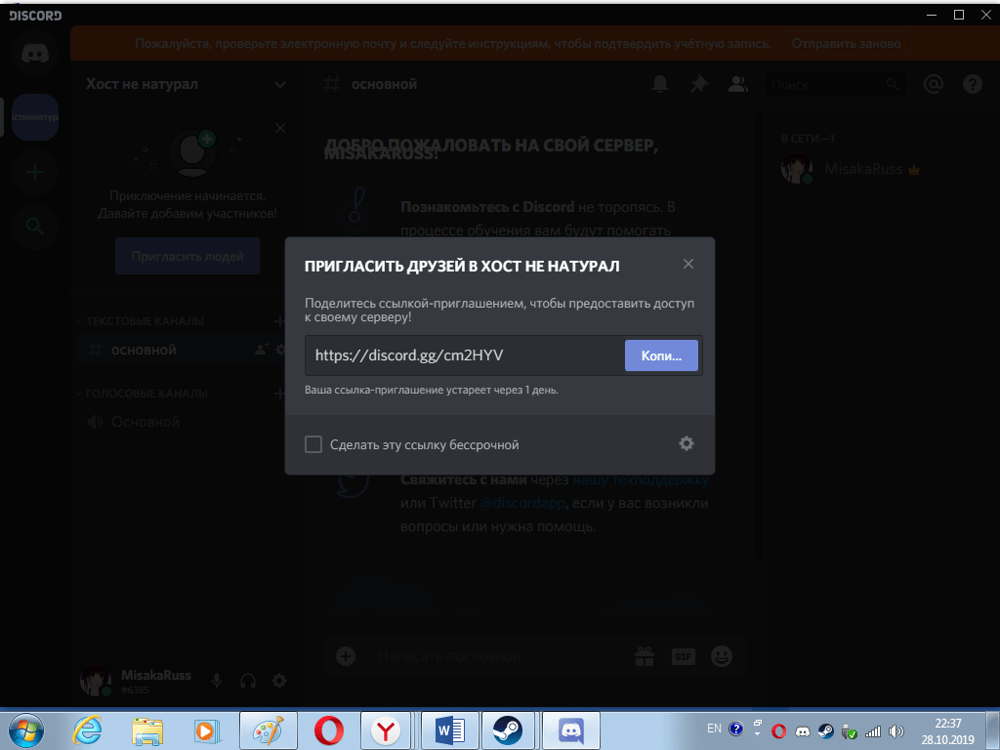 DISCORD
Пожалуйста, проверьте электронную почту и следуйте инструкциям, чтобы подтвердить учётную запись. Отправить заново
Хост не натурал
основной
Поиск
ДОБРО ПОЖАЛОВАТЬ НА СВОЙ СЕРВЕР,
MISAKARUSS!
В СЕТИ—1
MisakaRuss
Приключение начинается.
Давайте добавим участников!
Пригласить людей
Познакомьтесь с Discord не торопясь. В
процессе обучения вам будут помогать
ПРИГЛАСИТЬ ДРУЗЕЙ В ХОСТ НЕ НАТУРАЛ
Поделитесь ссылкой-приглашением, чтобы предоставить доступ
к своему серверу!
https://discord.gg/cm2HYV
Копи...
Ваша ссылка-приглашение устареет через 1 день.
Сделать эту ссылку бессрочной
ТЕКСТОВЫЕ КАНАЛЫ
основной
ГОЛОСОВЫЕ КАНАЛЫ
Основной
Свяжитесь с нами через нашу техподдержку
или Twitter @discordapp, если у вас возникли
вопросы или нужна помощь.
Написать #основной
GIF
MisakaRuss
#6385
EN
22:37
28.10.2019